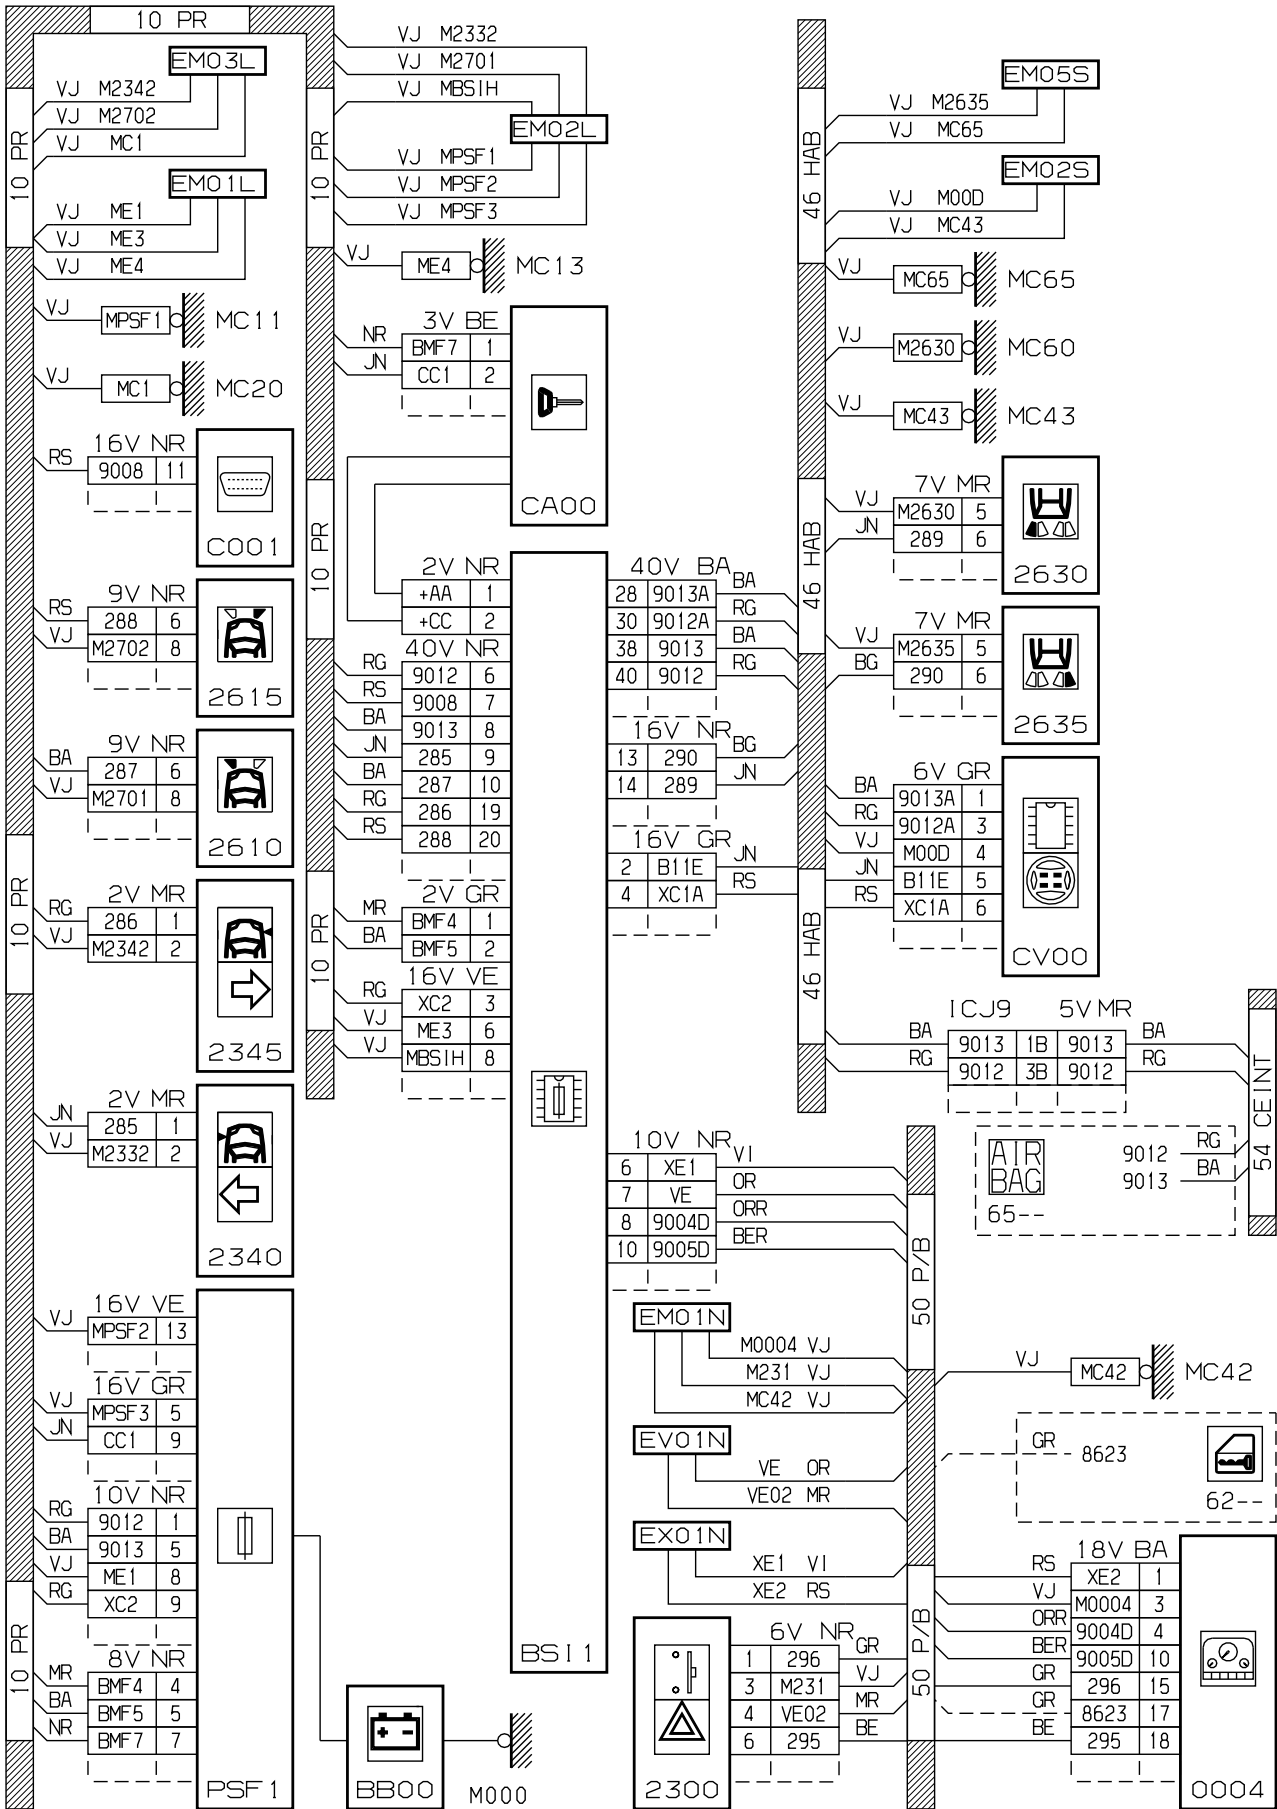 10 PR
EM03L
VJ M2342
VJ M2702
VJ MC1
10 PR
EM01L
VJ ME1
VJ ME3
VJ ME4
VJ
MPSF1
MC11
VJ
MC1
MC20
16V NR
RS 9008 11
C001
9V NR
RS 288 6
VJ M2702 8
2615
9V NR
BA 287 6
VJ M2701 8
2610
10 PR
2V MR
RG 286 1
VJ M2342 2
2345
2V MR
JN 285 1
VJ M2332 2
2340
16V VE
VJ MPSF2 13
16V GR
VJ MPSF3 5
JN CC1 9
10V NR
RG 9012 1
BA 9013 5
VJ ME1 8
RG XC2 9
10 PR
8V NR
MR BMF4 4
BA BMF5 5
NR BMF7 7
PSF1
VJ M2332
VJ M2701
VJ MBSIH
EM02L
10 PR
VJ MPSF1
VJ MPSF2
VJ MPSF3
VJ
ME4
MC13
3V BE
NR BMF7 1
JN CC1 2
CA00
10 PR
2V NR
+AA 1
+CC 2
40V NR
RG 9012 6
RS 9008 7
BA 9013 8
JN 285 9
BA 287 10
RG 286 19
RS 288 20
10 PR
2V GR
MR BMF4 1
BA BMF5 2
16V VE
RG XC2 3
VJ ME3 6
VJ MBSIH 8
BSI1
BB00
M000
40V BA
28 9013A BA
30 9012A RG
38 9013 BA
40 9012 RG
16V NR
13 290 BG
14 289 JN
16V GR
2 B11E JN
4 XC1A RS
10V NR
6 XE1 VI
7 VE OR
8 9004D ORR
10 9005D BER
EM01N
M0004 VJ
M231 VJ
MC42 VJ
EV01N
VE OR
VE02 MR
EX01N
XE1 VI
XE2 RS
6V NR
1 296 GR
3 M231 VJ
4 VE02 MR
6 295 BE
2300
46 HAB
EM05S
VJ M2635
VJ MC65
EM02S
VJ M00D
VJ MC43
VJ
MC65
MC65
VJ
M2630
MC60
VJ
MC43
MC43
46 HAB
7V MR
VJ M2630 5
JN 289 6
2630
7V MR
VJ M2635 5
BG 290 6
2635
6V GR
BA 9013A 1
RG 9012A 3
VJ M00D 4
JN B11E 5
RS XC1A 6
CV00
46 HAB
ICJ9 5V MR
BA 9013 1B 9013 BA
RG 9012 3B 9012 RG
54 CEINT
AIR
BAG
9012 RG
9013 BA
65--
50 P/B
VJ
MC42
MC42
GR 8623
62--
50 P/B
18V BA
RS XE2 1
VJ M0004 3
ORR 9004D 4
BER 9005D 10
GR 296 15
GR 8623 17
BE 295 18
0004